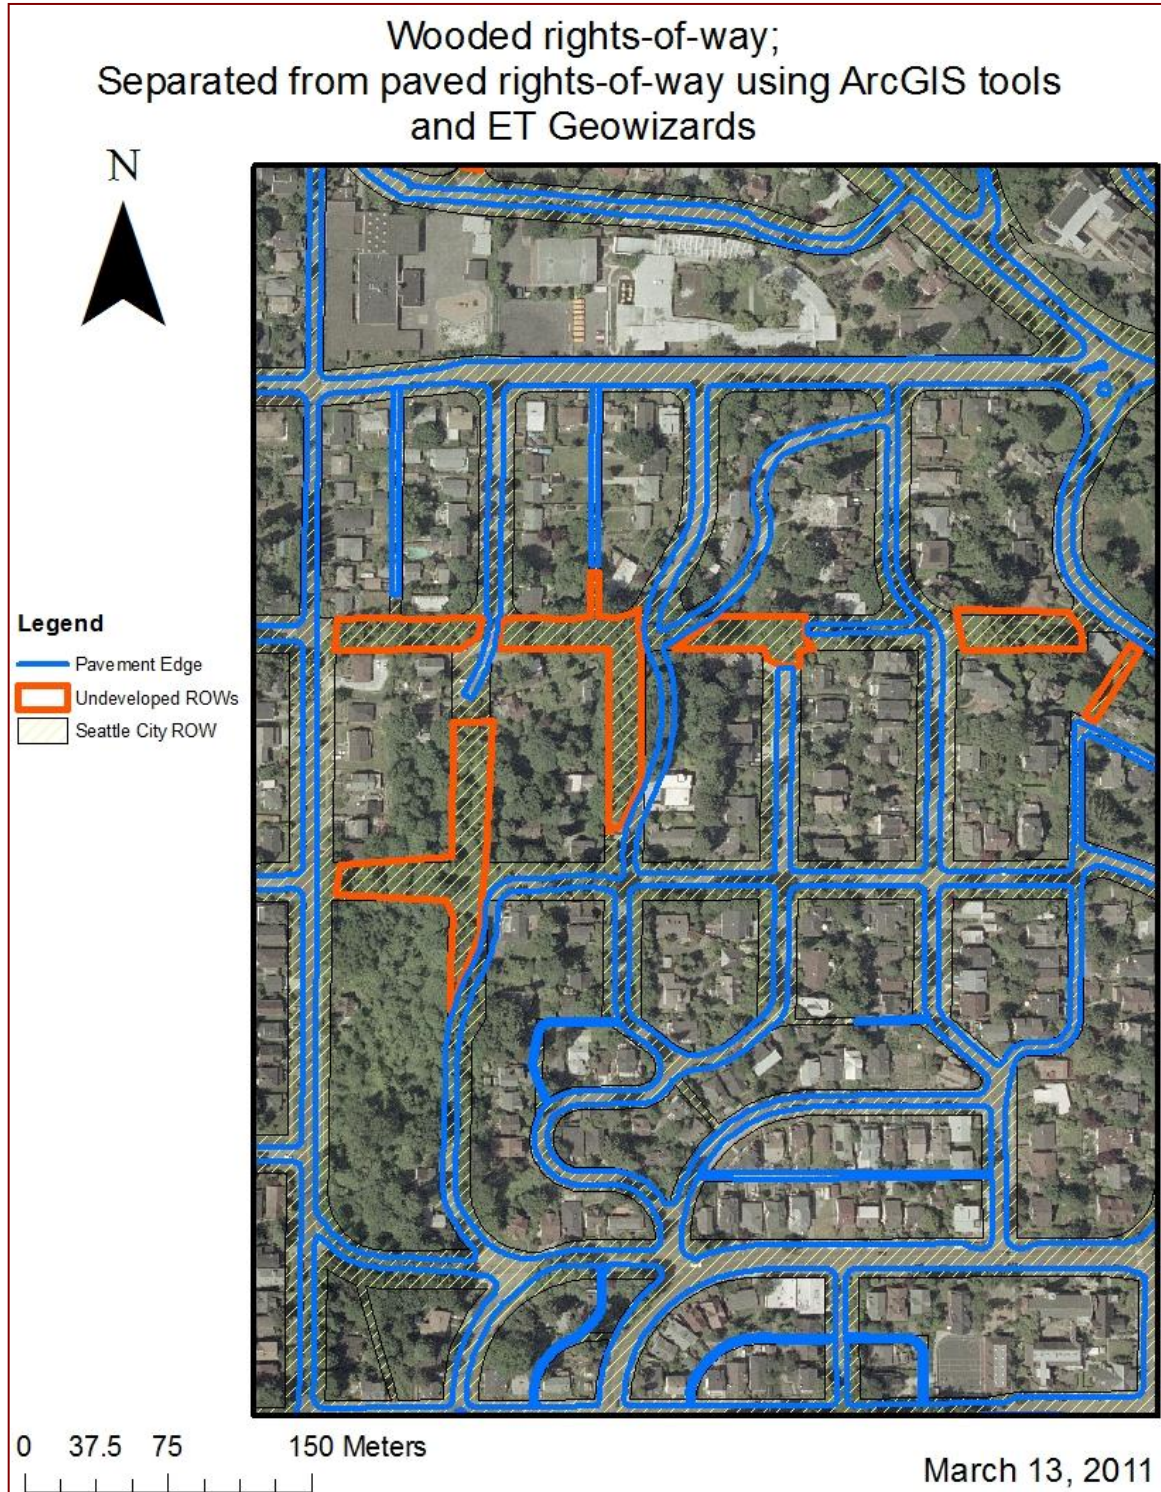 Wooded rights-of-way;
Separated from paved rights-of-way using ArcGIS tools
and ET Geowizards
N
Legend
Pavement Edge
Undeveloped ROWs
Seattle City ROW
0 37.5 75 150 Meters
March 13, 2011